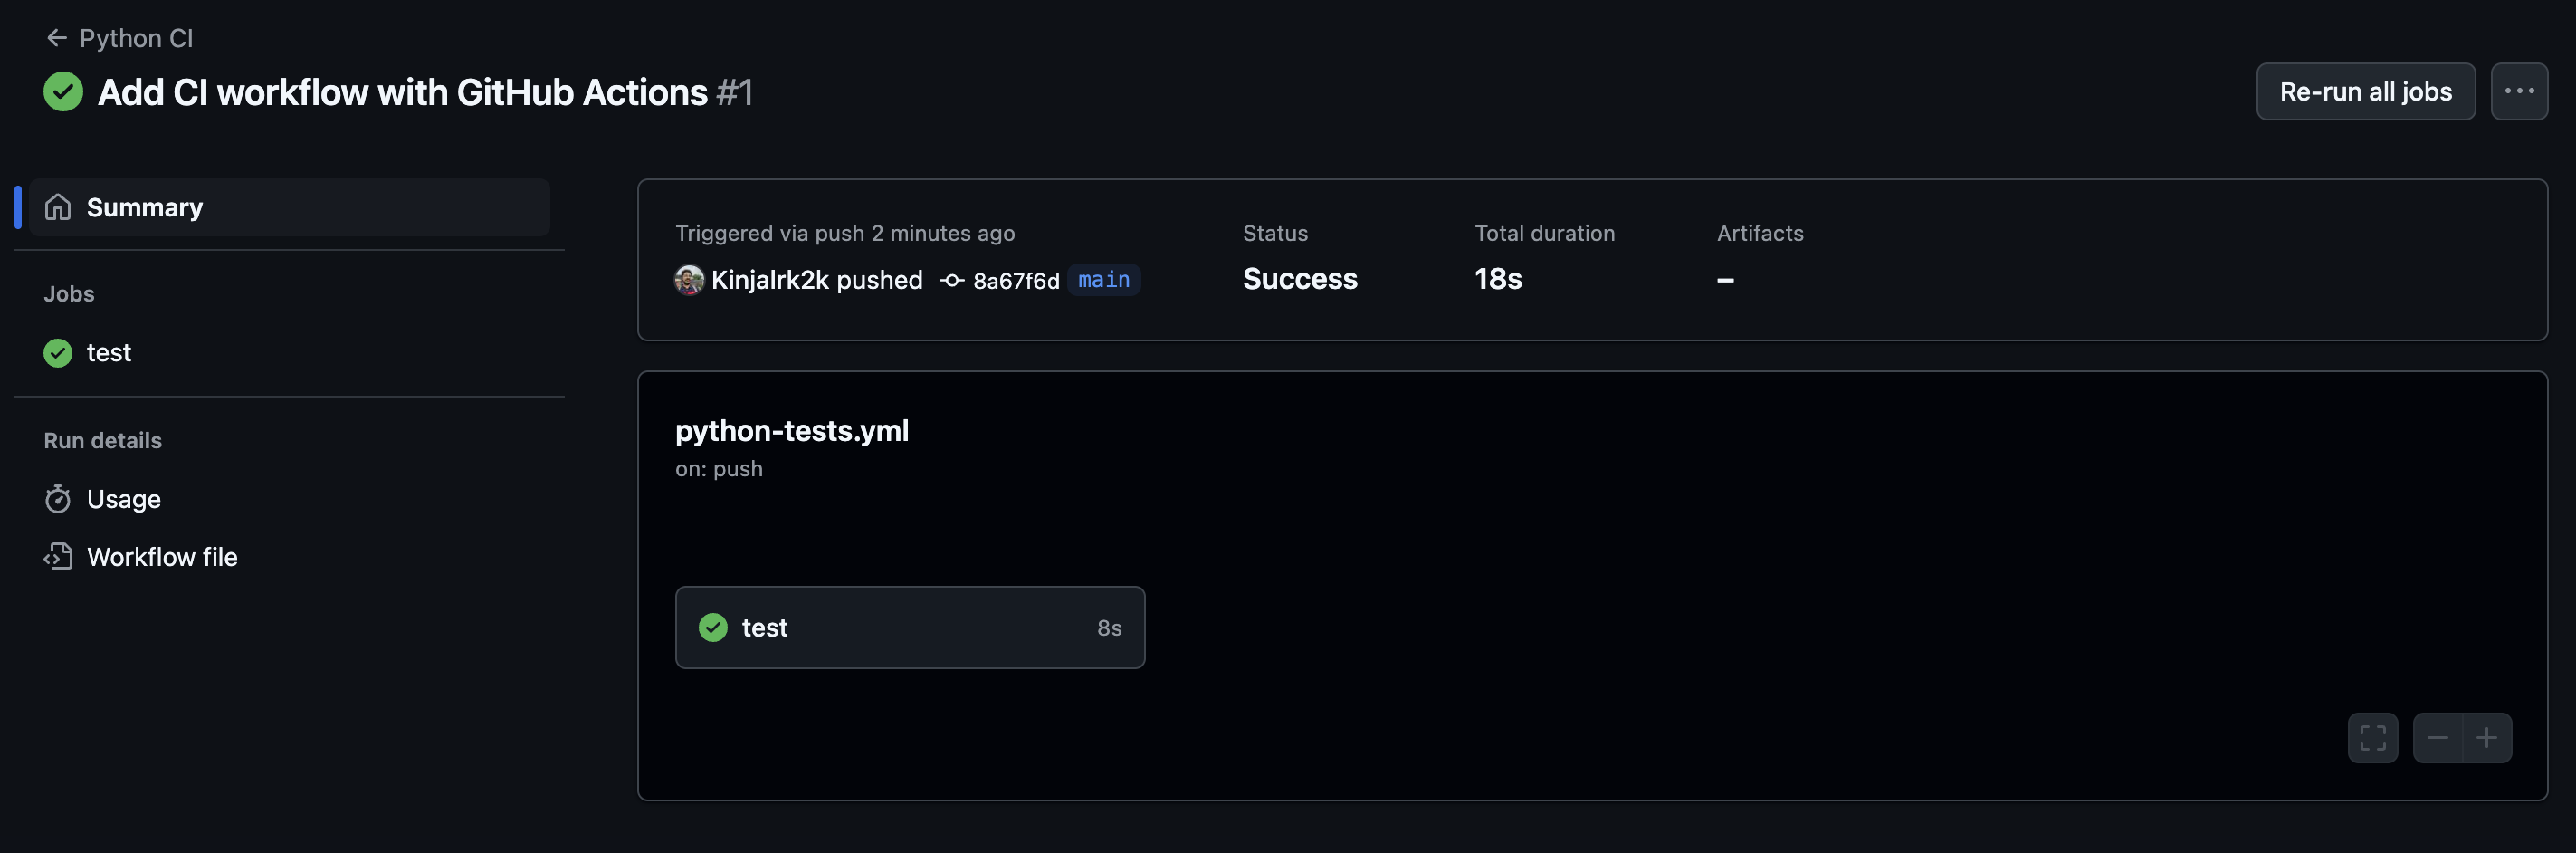 Python CI
Add CI workflow with GitHub Actions #1
Re-run all jobs
Summary
Jobs
test
Run details
Usage
Workflow file
Triggered via push 2 minutes ago
Kinjalrk2k pushed 8a67f6d main
Status
Success
Total duration
18s
Artifacts
–
python-tests.yml
on: push
test 8s